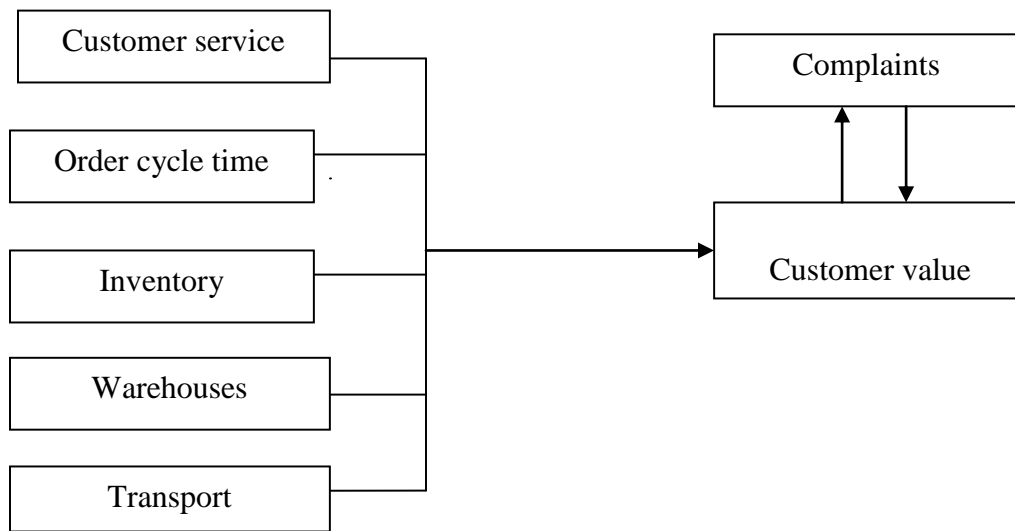 Customer service
Order cycle time
Inventory
Warehouses
Transport
Complaints
Customer value